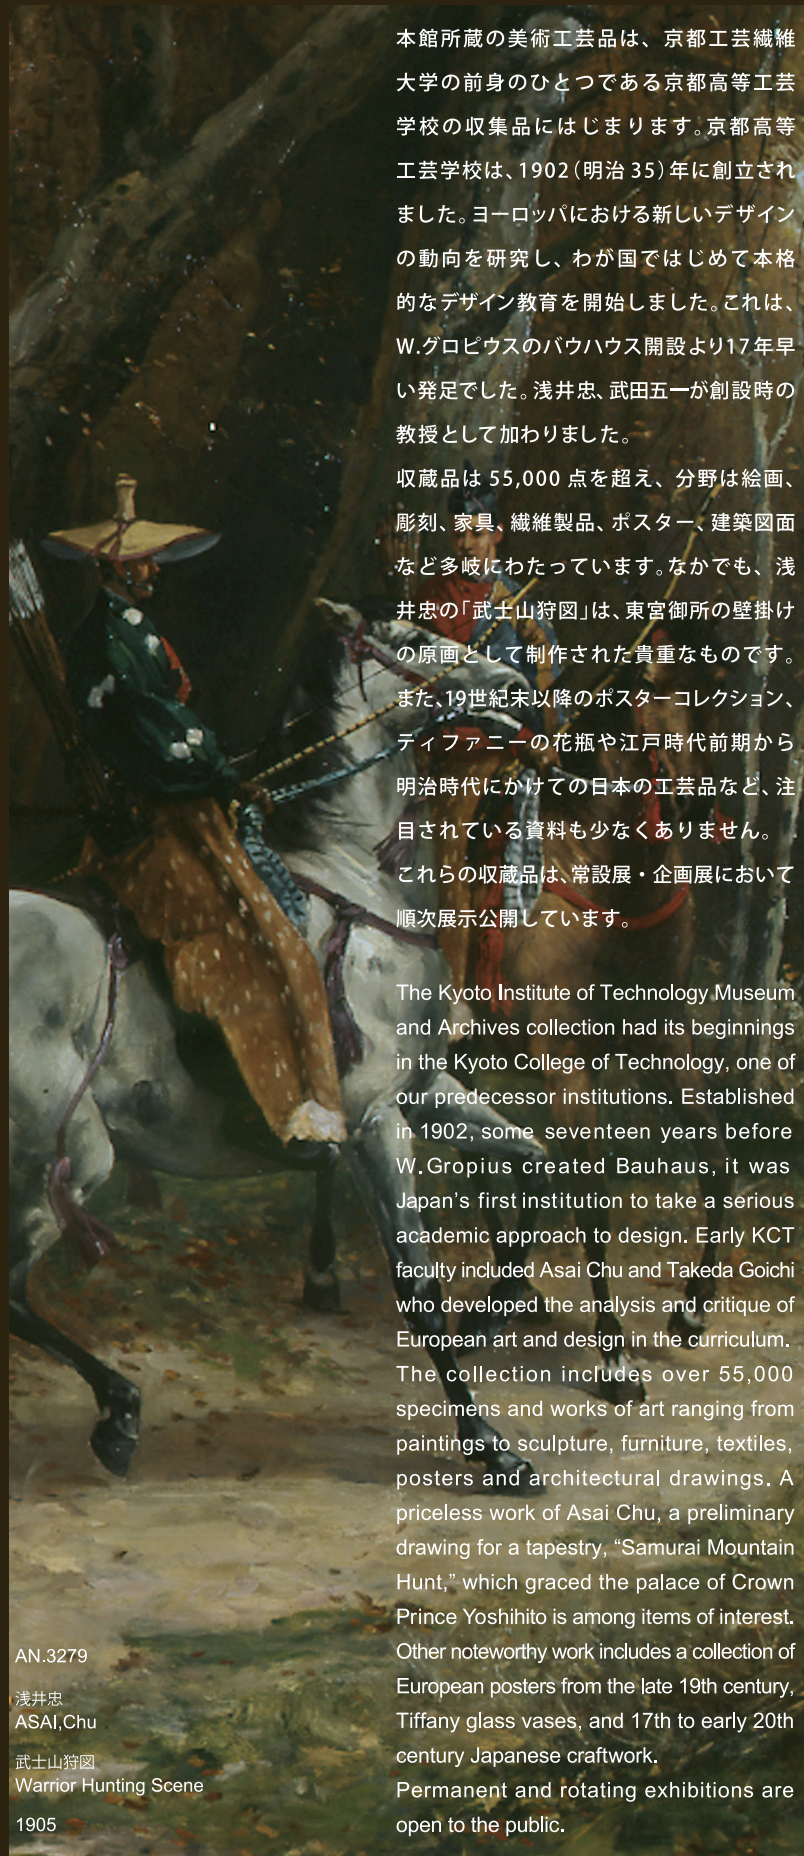 本館所蔵の美術工芸品は、京都工芸繊維
大学の前身のひとつである京都高等工芸
学校の収集品にはじまります。京都高等
工芸学校は、1902（明治 35）年に創立され
ました。ヨーロッパにおける新しいデザイン
の動向を研究し、わが国ではじめて本格
的なデザイン教育を開始しました。これは、
W.グロピウスのバウハウス開設より17年早
い発足でした。浅井忠、武田五一が創設時の
教授として加わりました。
収蔵品は 55,000 点を超え、分野は絵画、
彫刻、家具、繊維製品、ポスター、建築図面
など多岐にわたっています。なかでも、浅
井忠の「武士山狩図」は、東宮御所の壁掛け
の原画として制作された貴重なものです。
また、19世紀末以降のポスターコレクション、
ティファニーの花瓶や江戸時代前期から
明治時代にかけての日本の工芸品など、注
目されている資料も少なくありません。
これらの収蔵品は、常設展・企画展において
順次展示公開しています。
The Kyoto Institute of Technology Museum
and Archives collection had its beginnings
in the Kyoto College of Technology, one of
our predecessor institutions. Established
in 1902, some seventeen years before
W.Gropius created Bauhaus, it was
Japan's first institution to take a serious
academic approach to design. Early KCT
faculty included Asai Chu and Takeda Goichi
who developed the analysis and critique of
European art and design in the curriculum.
The collection includes over 55,000
specimens and works of art ranging from
paintings to sculpture, furniture, textiles,
posters and architectural drawings. A
priceless work of Asai Chu, a preliminary
drawing for a tapestry, “Samurai Mountain
Hunt,” which graced the palace of Crown
Prince Yoshihito is among items of interest.
Other noteworthy work includes a collection of
European posters from the late 19th century,
Tiffany glass vases, and 17th to early 20th
century Japanese craftwork.
Permanent and rotating exhibitions are
open to the public.
AN.3279
浅井忠
ASAI,Chu
武士山狩図
Warrior Hunting Scene
1905